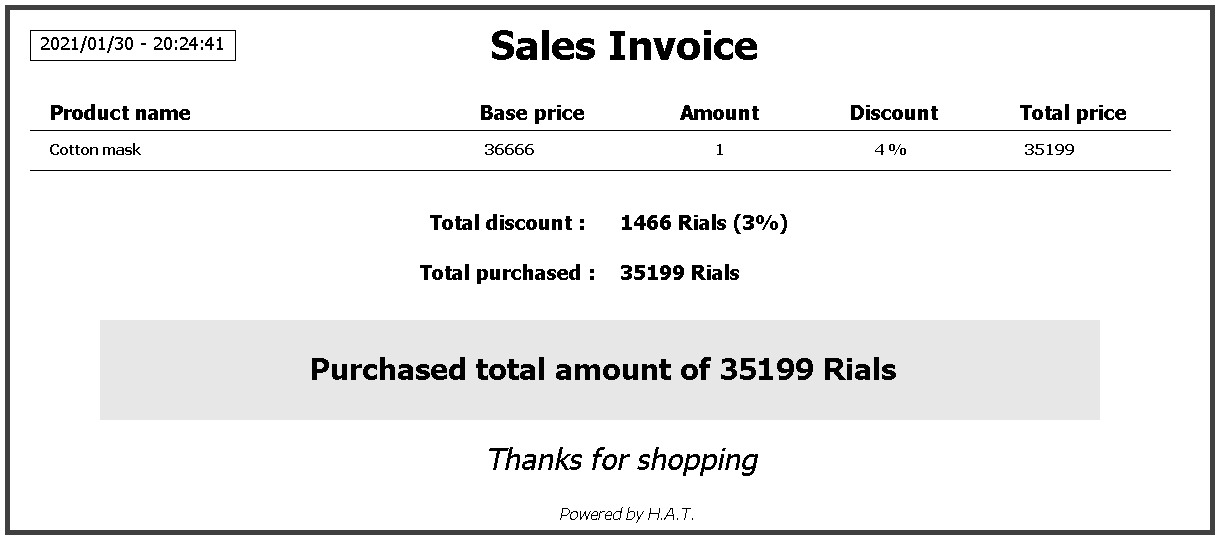 2021/01/30 - 20:24:41
Sales Invoice
Product name Base price Amount Discount Total price
Cotton mask 36666 1 4 % 35199
Total discount : 1466 Rials (3%)
Total purchased : 35199 Rials
Purchased total amount of 35199 Rials
Thanks for shopping
Powered by H.A.T.